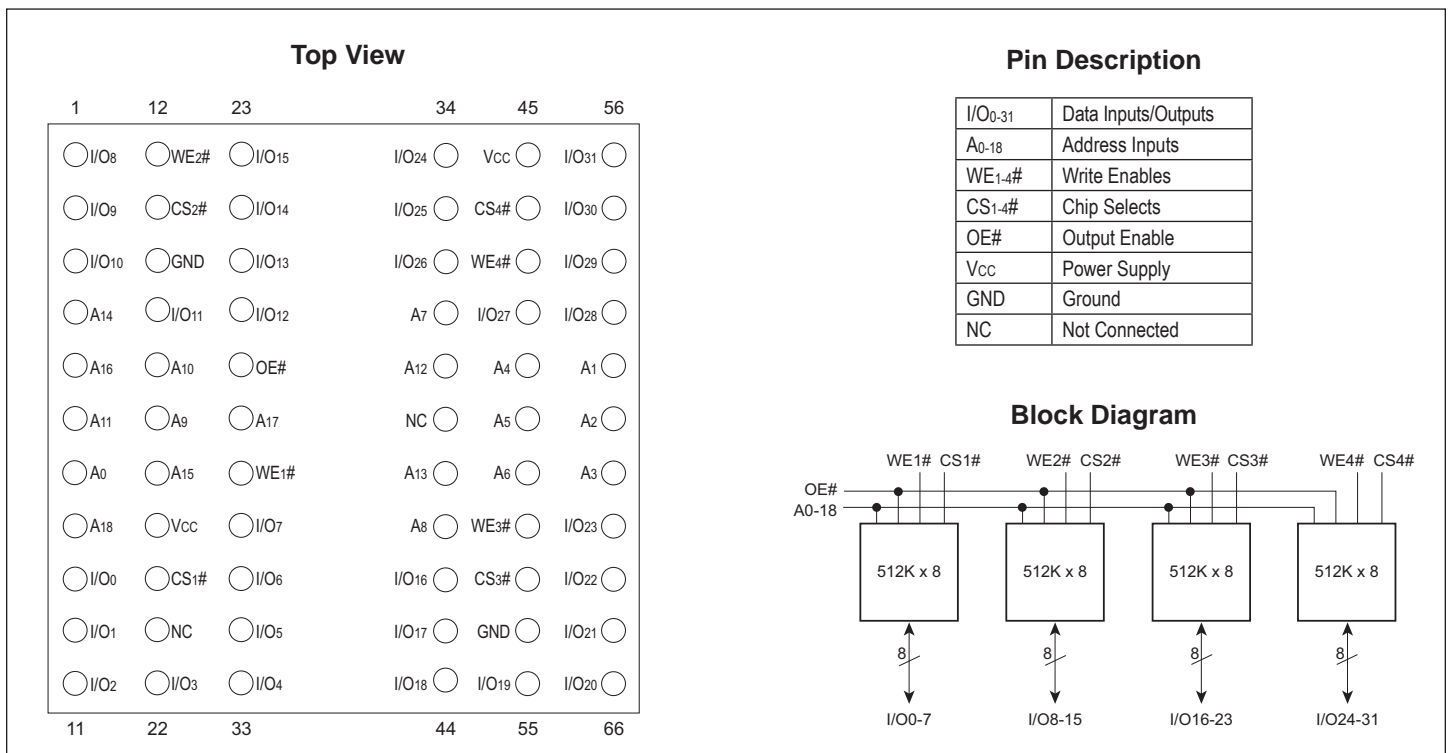 Top View
1 12 23 34 45 56
I/O8 WE2# I/O15 I/O24 VCC I/O31
I/O9 CS2# I/O14 I/O25 CS4# I/O30
I/O10 GND I/O13 I/O26 WE4# I/O29
A14 I/O11 I/O12 A7 I/O27 I/O28
A16 A10 OE# A12 A4 A1
A11 A9 A17 NC A5 A2
A0 A15 WE1# A13 A6 A3
A18 VCC I/O7 A8 WE3# I/O23
I/O0 CS1# I/O6 I/O16 CS3# I/O22
I/O1 NC I/O5 I/O17 GND I/O21
I/O2 I/O3 I/O4 I/O18 I/O19 I/O20
11 22 33 44 55 66
Pin Description
I/O0-31 Data Inputs/Outputs
A0-18 Address Inputs
WE1-4# Write Enables
CS1-4# Chip Selects
OE# Output Enable
VCC Power Supply
GND Ground
NC Not Connected
Block Diagram
WE1# CS1# WE2# CS2# WE3# CS3# WE4# CS4#
OE#
A0-18
512K x 8 512K x 8 512K x 8 512K x 8
8 8 8 8
I/O0-7 I/O8-15 I/O16-23 I/O24-31